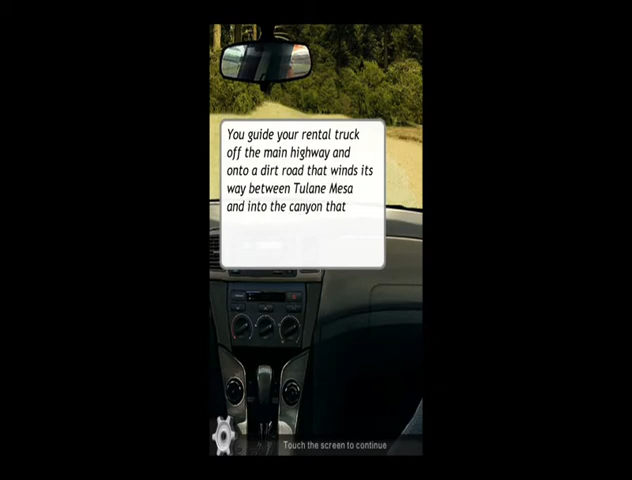 You guide your rental truck
off the main highway and
onto a dirt road that winds its
way between Tulane Mesa
and into the canyon that
Touch the screen to continue